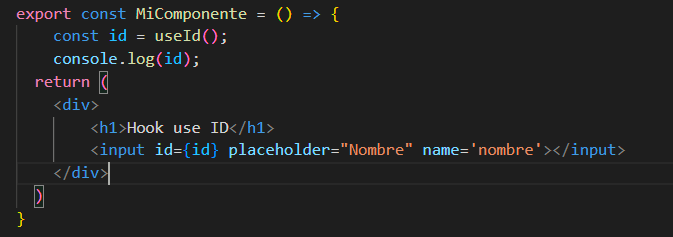 export const MiComponente = () => {
    const id = useId();
    console.log(id);
  return (
    <div>
        <h1>Hook use ID</h1>
        <input id={id} placeholder="Nombre" name='nombre'></input>
    </div>
  )
}